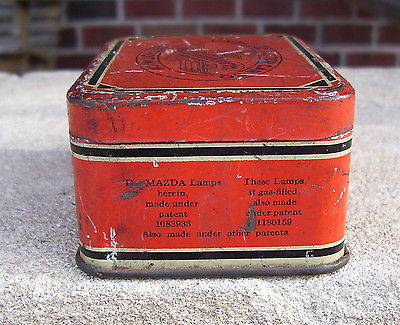 The MAZDA Lamps
herein,
made under
patent
1083933
These Lamps,
if gas-filled,
also made
under patent
1180159
Also made under other patents